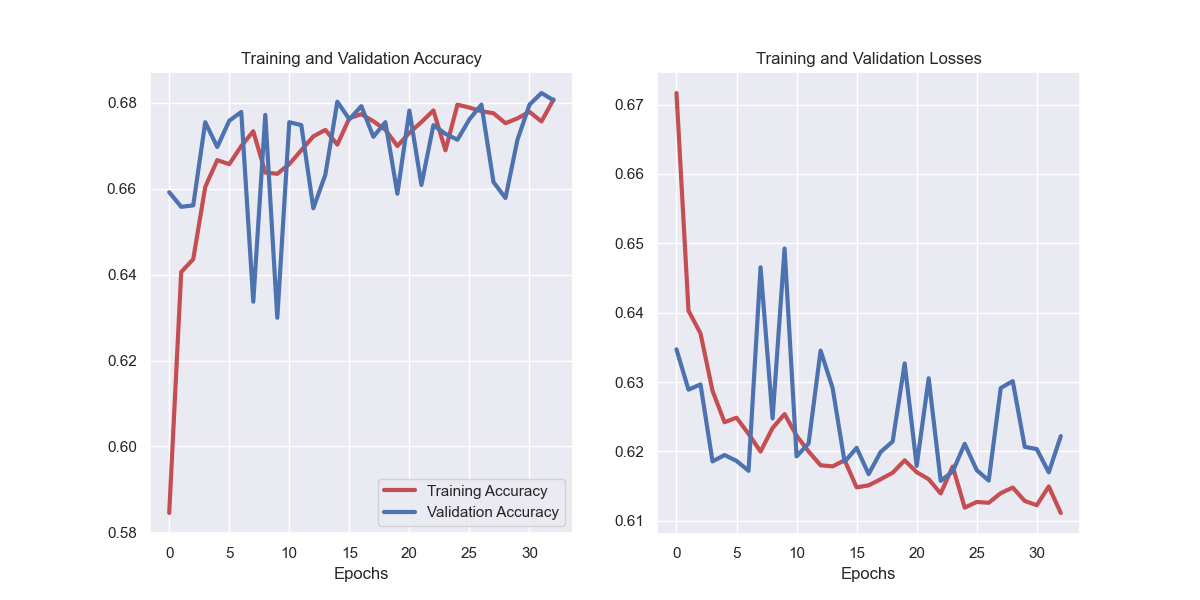 Training and Validation Accuracy
0.68
0.66
0.64
0.62
0.60
0.58
0 5 10 15 20 25 30
Epochs
Training Accuracy
Validation Accuracy
Training and Validation Losses
0.67
0.66
0.65
0.64
0.63
0.62
0.61
0 5 10 15 20 25 30
Epochs